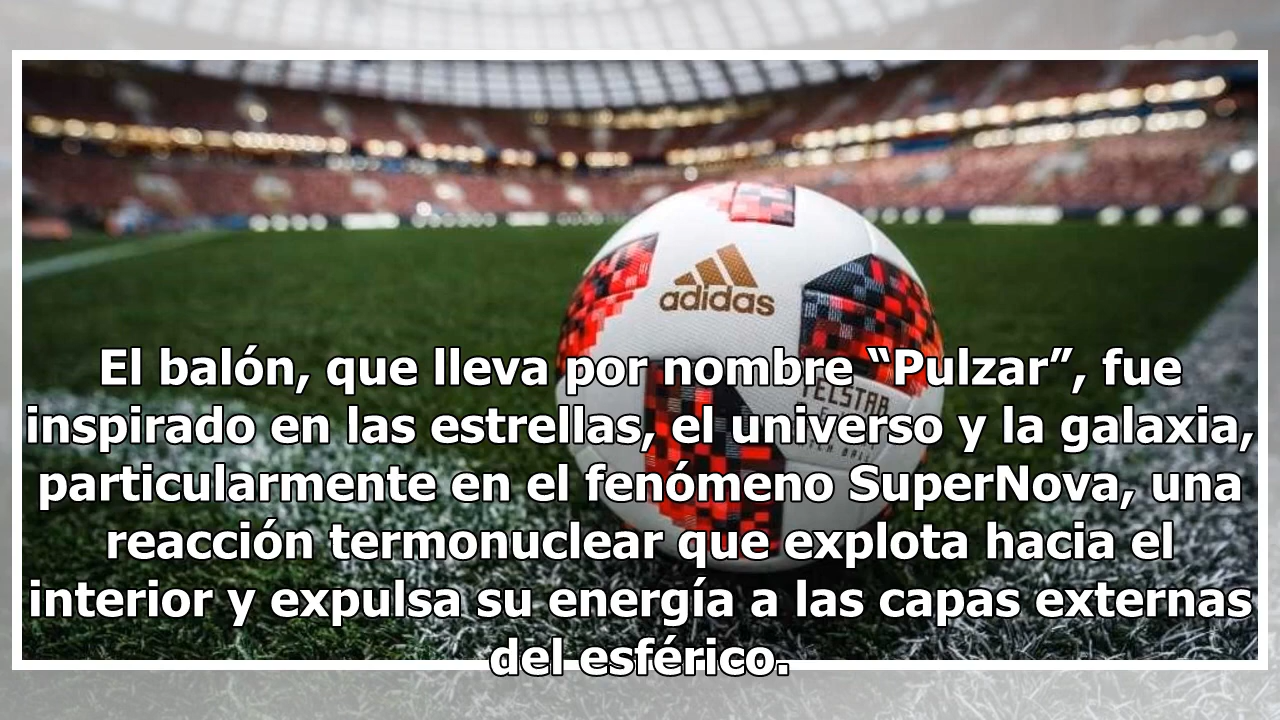 adidas
TELSTAR
El balón, que lleva por nombre “Pulzar”, fue
inspirado en las estrellas, el universo y la galaxia,
particularmente en el fenómeno SuperNova, una
reacción termonuclear que explota hacia el
interior y expulsa su energía a las capas externas
del esférico.